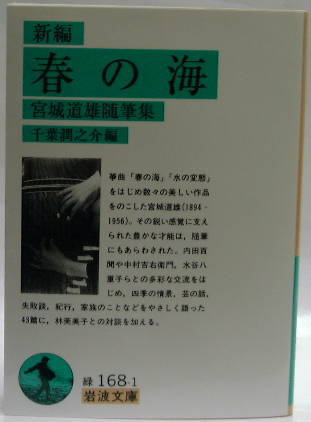 新編
春の海
宮城道雄随筆集
千葉潤之介編
箏曲「春の海」「水の変態」
をはじめ数々の美しい作品
をのこした宮城道雄(1894-
1956)。その鋭い感覚に支え
られた豊かな才能は，随筆
にもあらわされた。内田百
閒や中村吉右衛門，水谷八
重子らとの多彩な交流をは
じめ，四季の情景，芸の話，
失敗談，紀行，家族のことなどをやさしく語った
43篇に，林芙美子との対談を加える。
緑 168-1
岩波文庫